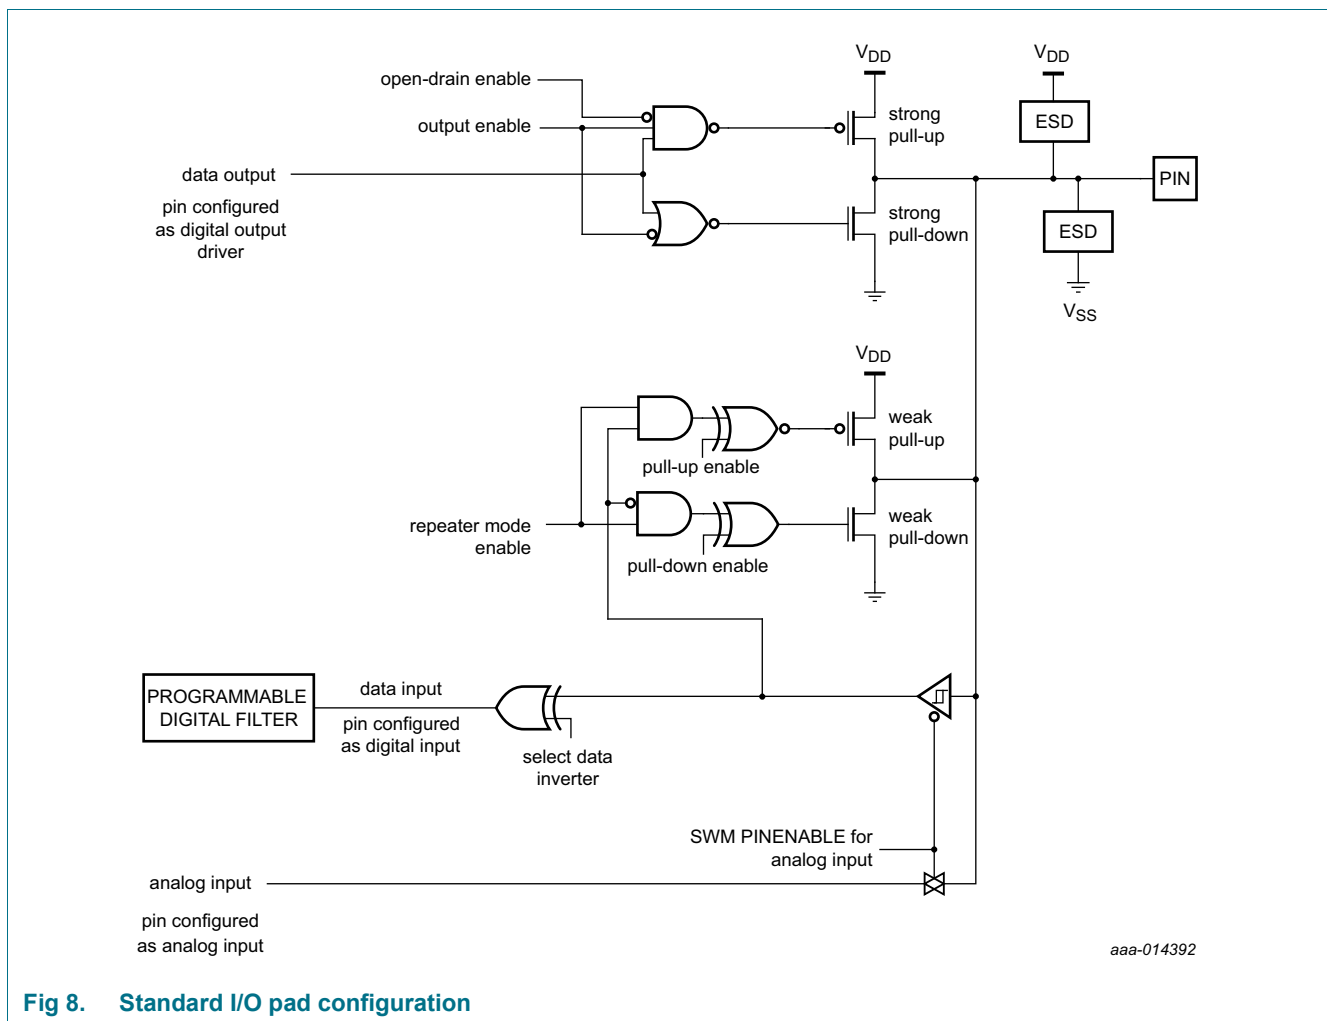 VDD
VDD
open-drain enable
strong
pull-up
ESD
output enable
data output
PIN
pin configured
as digital output
driver
strong
pull-down
ESD
VSS
VDD
weak
pull-up
pull-up enable
repeater mode
enable
weak
pull-down
pull-down enable
PROGRAMMABLE
DIGITAL FILTER
data input
pin configured
as digital input
select data
inverter
SWM PINENABLE for
analog input
analog input
pin configured
as analog input
aaa-014392
Fig 8. Standard I/O pad configuration